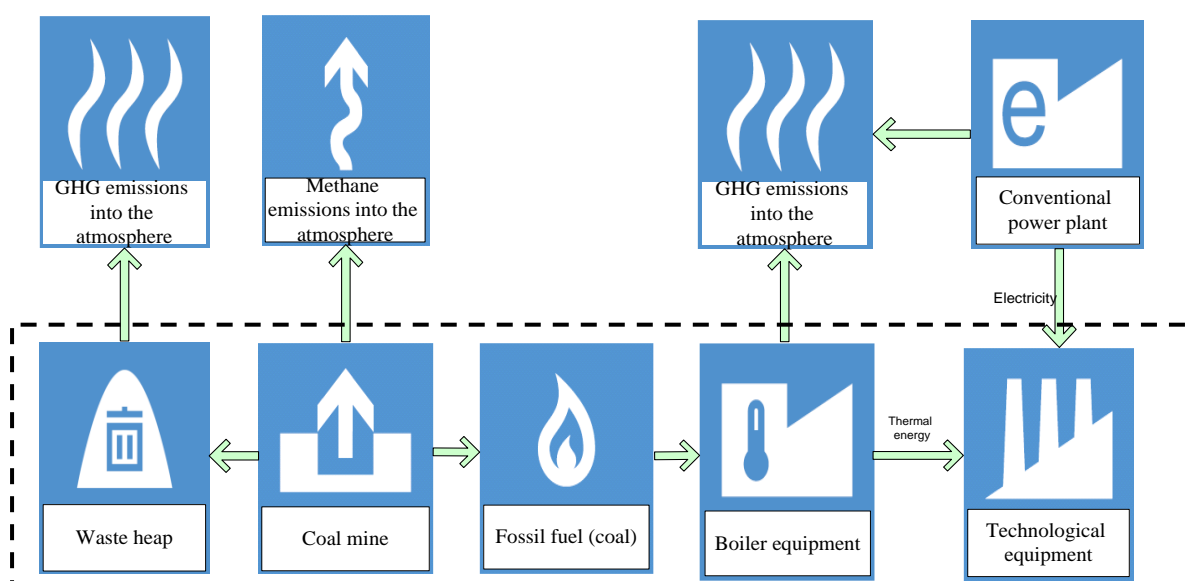 GHG emissions
into the
atmosphere
Methane
emissions into the
atmosphere
GHG emissions
into the
atmosphere
e
Conventional
power plant
Electricity
Waste heap
Coal mine
Fossil fuel (coal)
Boiler equipment
Thermal
energy
Technological
equipment